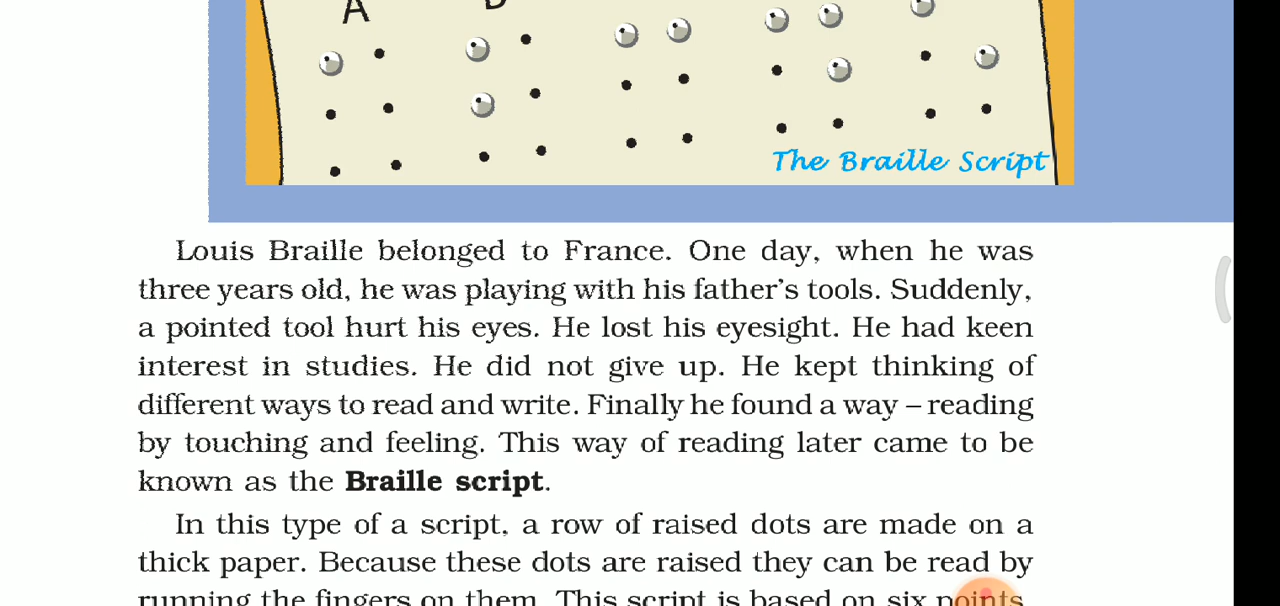 A
The Braille Script
Louis Braille belonged to France. One day, when he was
three years old, he was playing with his father's tools. Suddenly,
a pointed tool hurt his eyes. He lost his eyesight. He had keen
interest in studies. He did not give up. He kept thinking of
different ways to read and write. Finally he found a way – reading
by touching and feeling. This way of reading later came to be
known as the Braille script.
In this type of a script, a row of raised dots are made on a
thick paper. Because these dots are raised they can be read by
running the fingers on them. This script is based on six points.